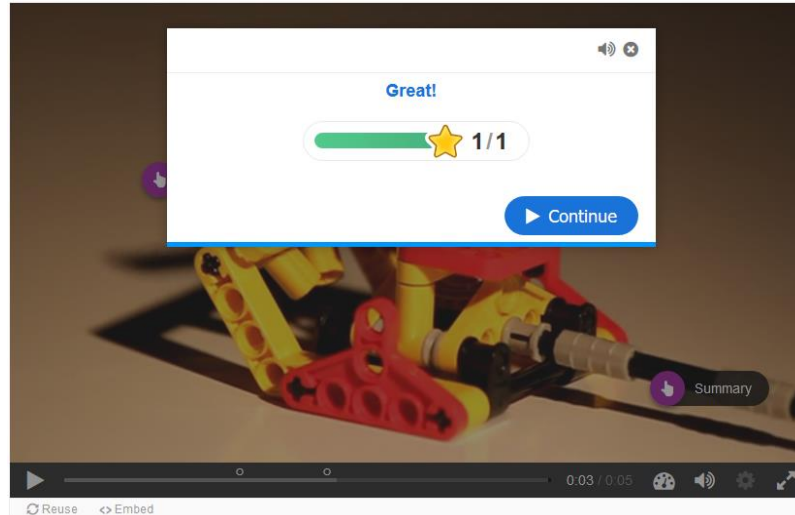 Great!
1/1
Continue
Summary
0:03 / 0:05
Reuse
Embed